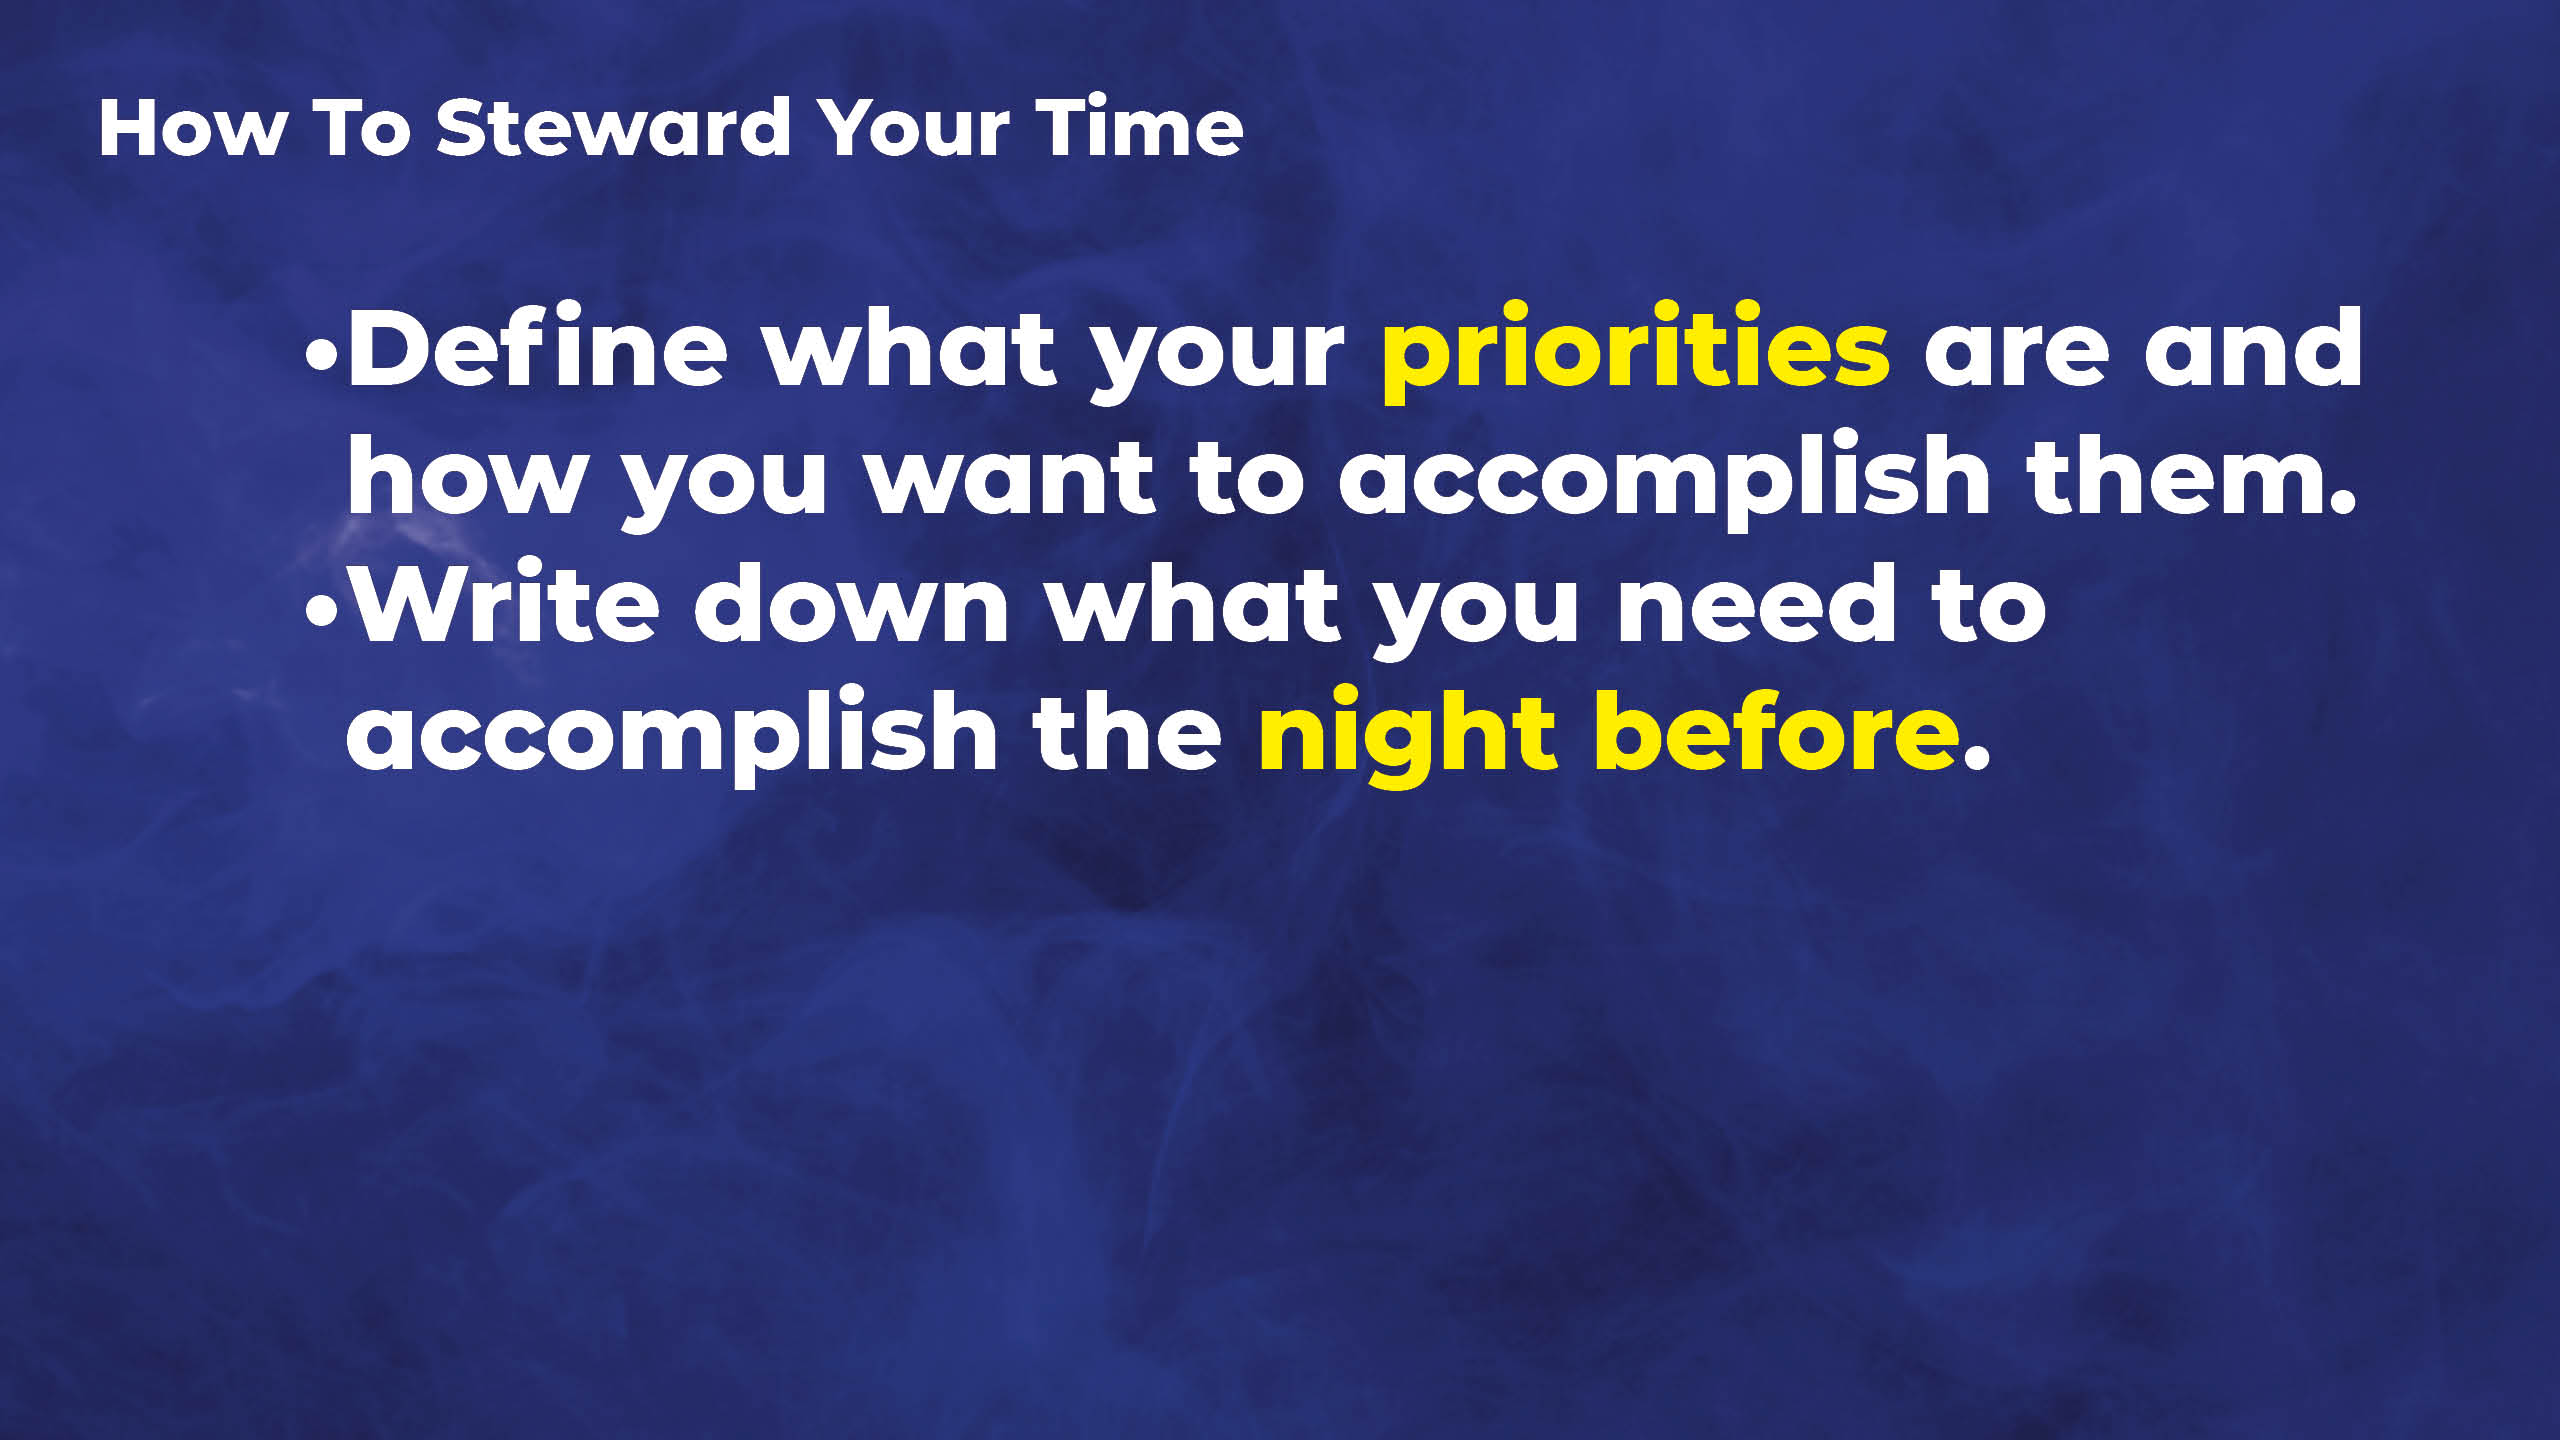 How To Steward Your Time
•Define what your priorities are and
how you want to accomplish them.
•Write down what you need to
accomplish the night before.